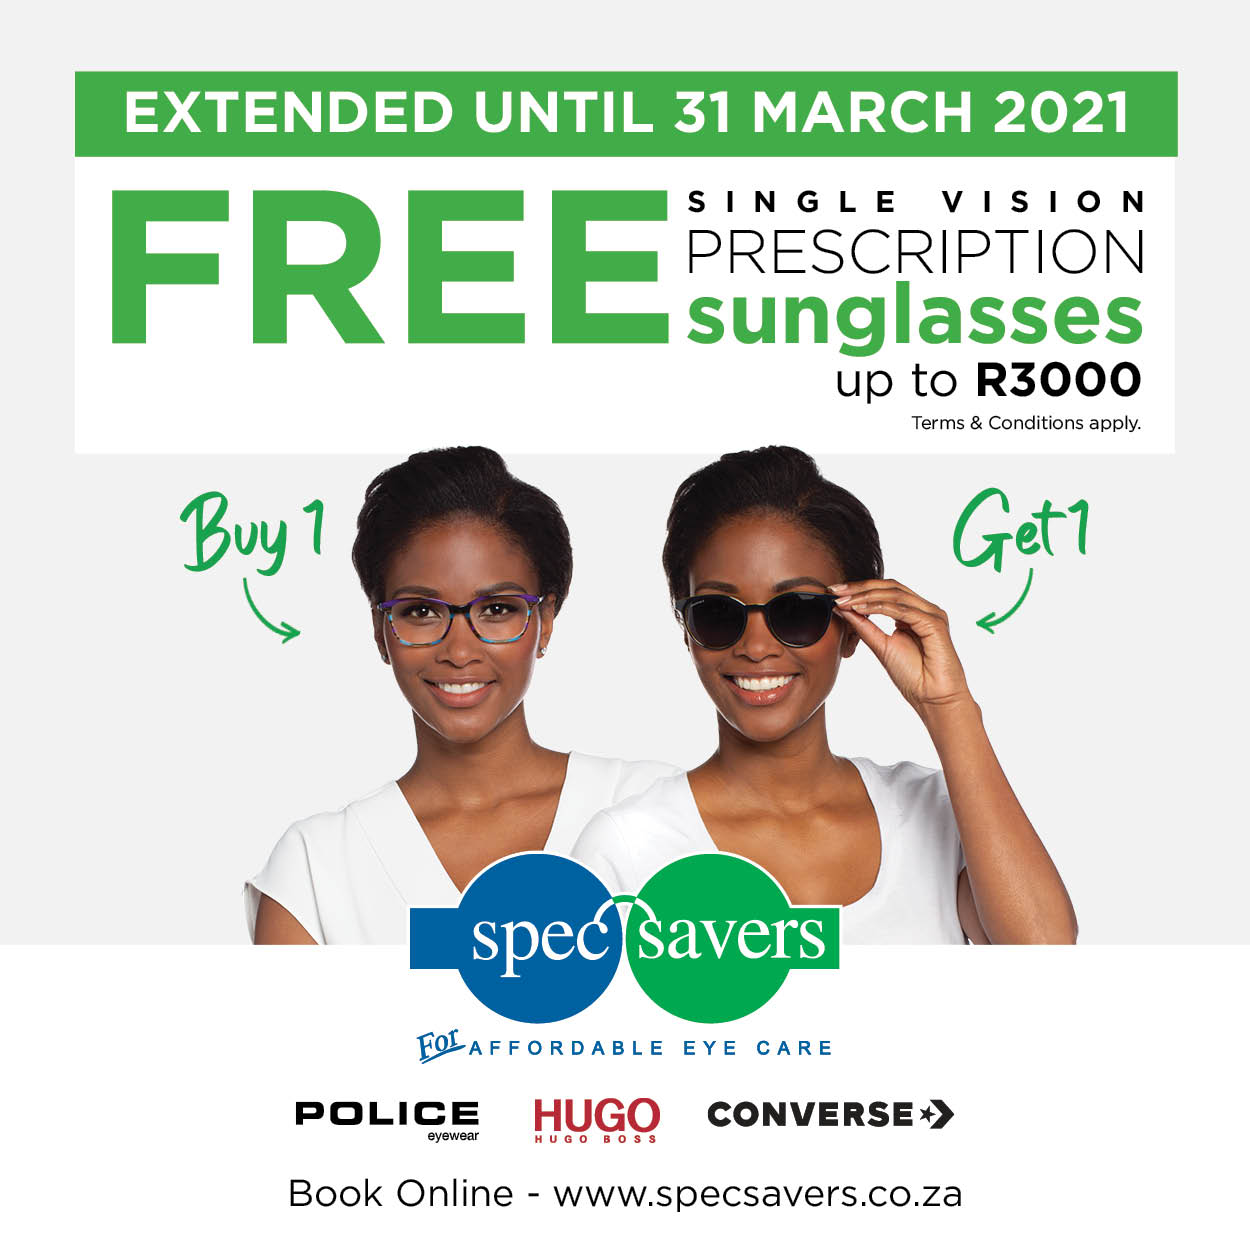 EXTENDED UNTIL 31 MARCH 2021
FREE
SINGLE VISION
PRESCRIPTION
sunglasses
up to R3000
Terms & Conditions apply.
Buy 1
Get 1
spec savers
For AFFORDABLE EYE CARE
POLICE
eyewear
HUGO
HUGO BOSS
CONVERSE
Book Online - www.specsavers.co.za